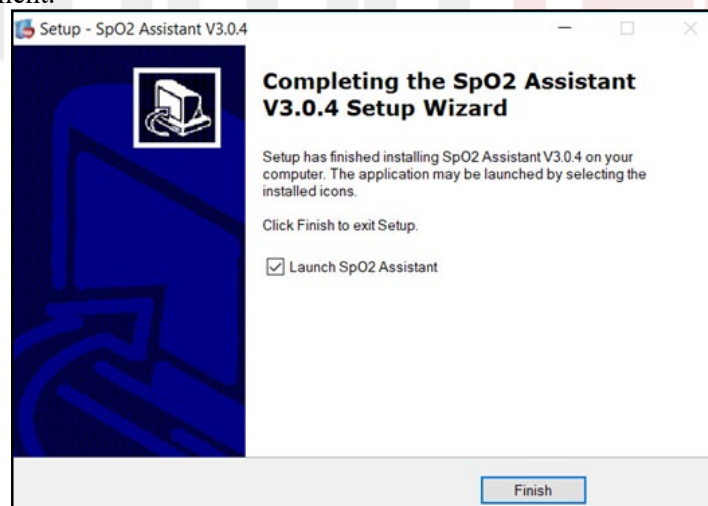 Setup - SpO2 Assistant V3.0.4
Completing the SpO2 Assistant
V3.0.4 Setup Wizard
Setup has finished installing SpO2 Assistant V3.0.4 on your
computer. The application may be launched by selecting the
installed icons.
Click Finish to exit Setup.
Launch SpO2 Assistant
Finish